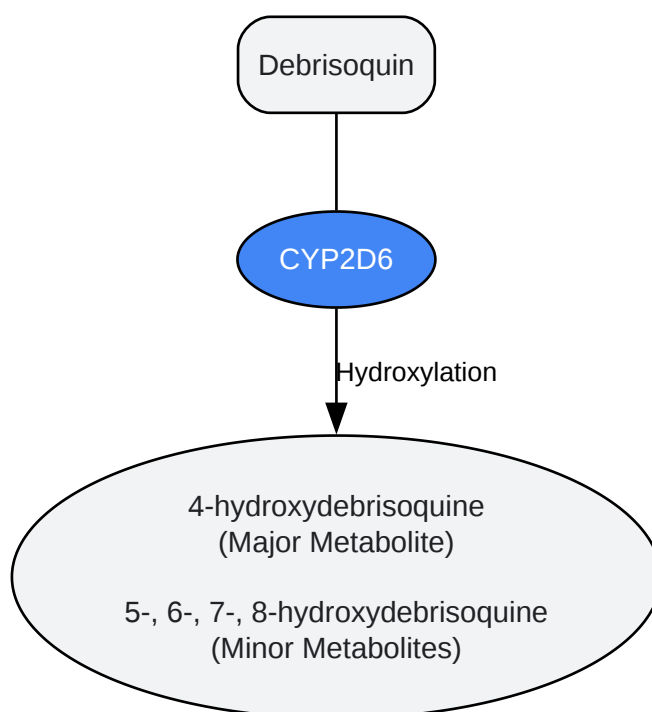 Debrisoquin
CYP2D6
Hydroxylation
4-hydroxydebrisoquine
(Major Metabolite)
5-, 6-, 7-, 8-hydroxydebrisoquine
(Minor Metabolites)